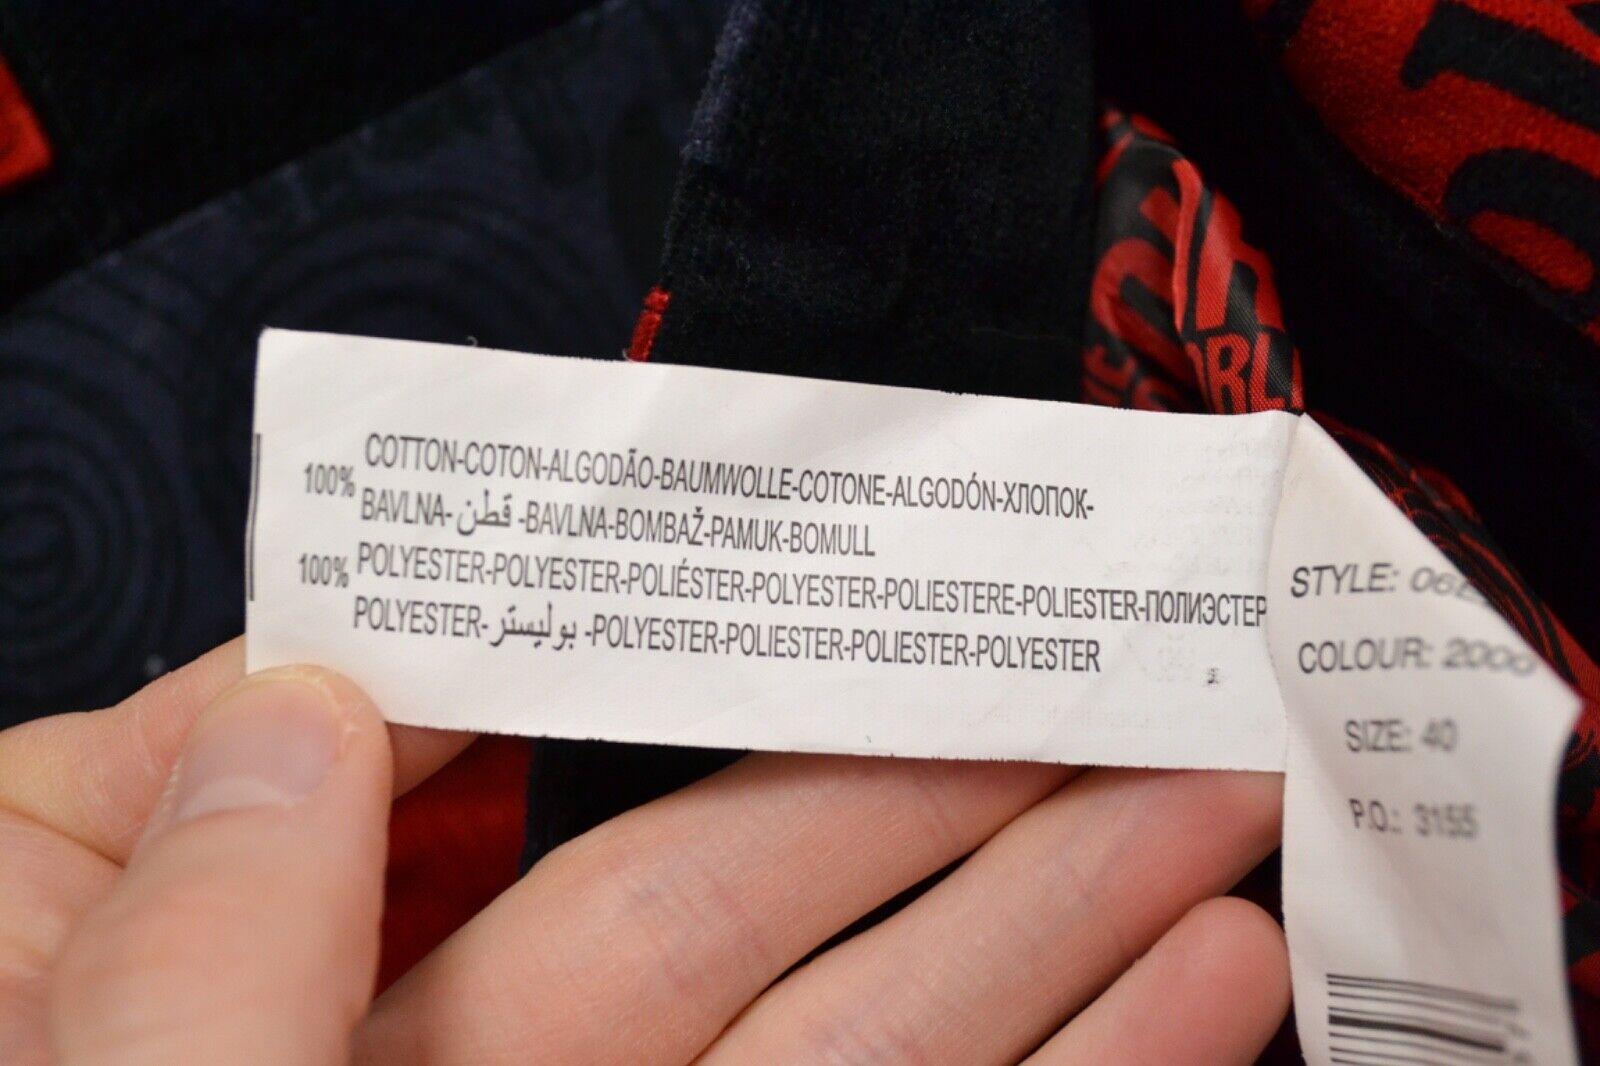 100% COTTON-COTON-ALGODÃO-BAUMWOLLE-COTONE-ALGODÓN-ХЛОПОК-
BAVLNA- قطن -BAVLNA-BOMBAŽ-PAMUK-BOMULL
100% POLYESTER-POLYESTER-POLIÉSTER-POLYESTER-POLIESTERE-POLIESTER-ПОЛИЭСТЕР
POLYESTER- بوليستر -POLYESTER-POLIESTER-POLIESTER-POLYESTER
STYLE:
COLOUR: 2000
SIZE: 40
P.O.: 3155